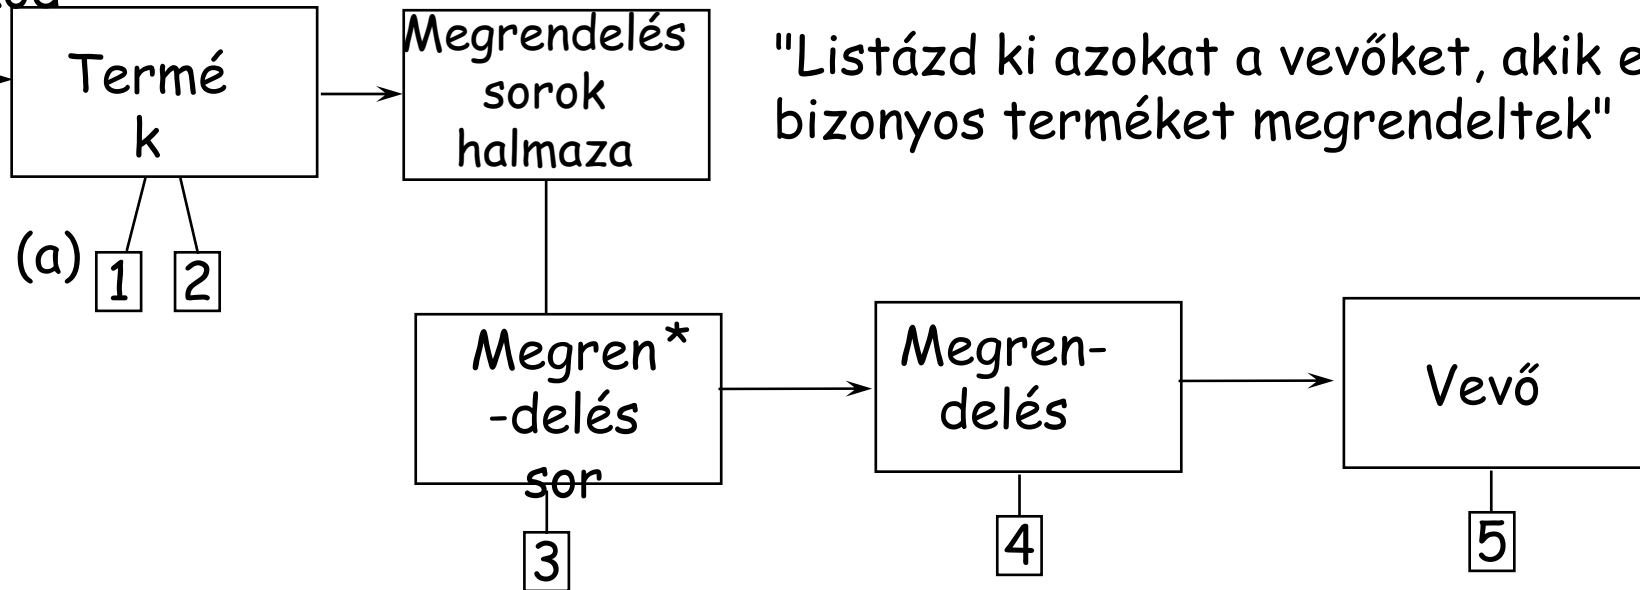 Termé
k
Megrendelés
sorok
halmaza
"Listázd ki azokat a vevőket, akik
bizonyos terméket megrendeltek"
(a)
1
2
Megren*
-delés
sor
Megren-
delés
Vevő
3
4
5